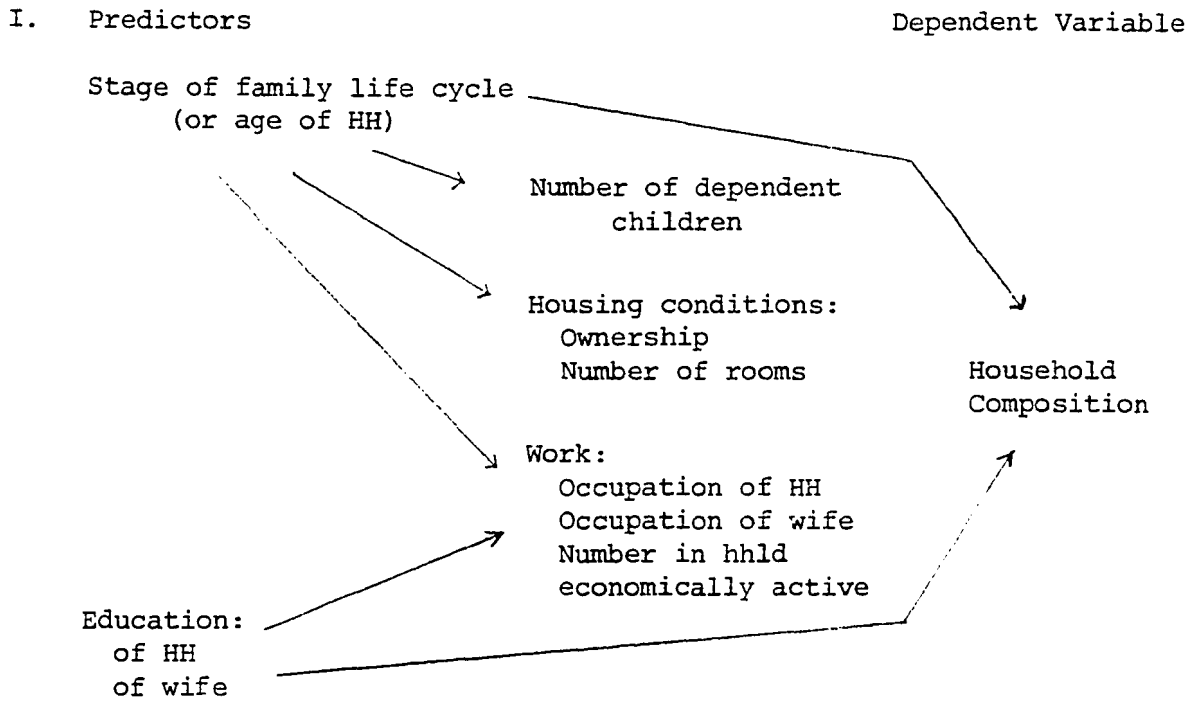 I. Predictors Dependent Variable
Stage of family life cycle
(or age of HH)
Number of dependent
children
Housing conditions:
Ownership
Number of rooms
Household
Composition
Work:
Occupation of HH
Occupation of wife
Number in hhld
economically active
Education:
of HH
of wife